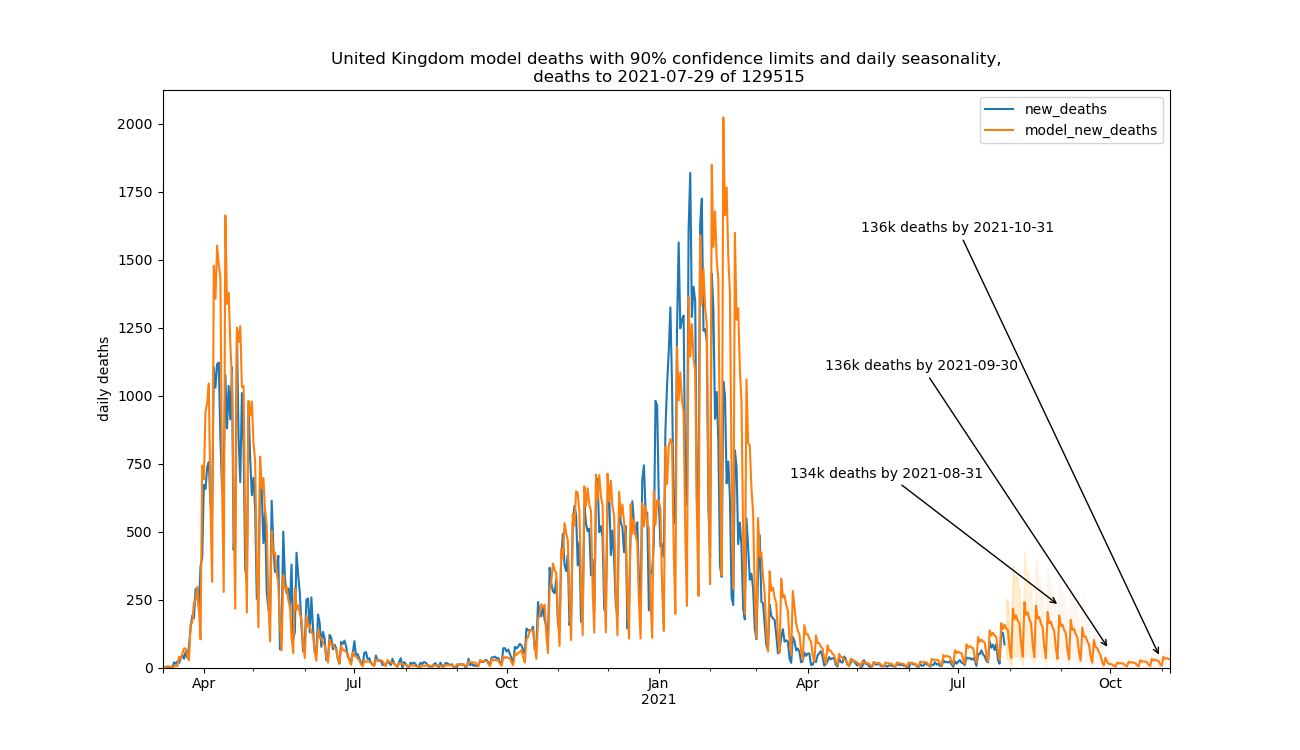 United Kingdom model deaths with 90% confidence limits and daily seasonality,
deaths to 2021-07-29 of 129515
new_deaths
model_new_deaths
daily deaths
2000
1750
1500
1250
1000
750
500
250
0
136k deaths by 2021-10-31
136k deaths by 2021-09-30
134k deaths by 2021-08-31
Apr
Jul
Oct
Jan
2021
Apr
Jul
Oct